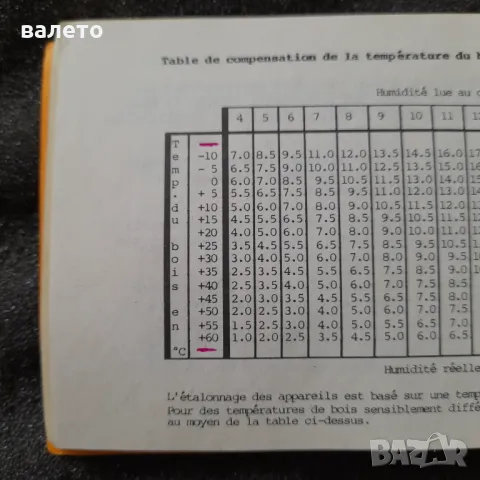 valeto
Table de compensation de la température du
Humidité lue au
4 5 6 7 8 9 10 11
Temp. du bois en °C
-10 7.0 8.5 9.5 11.0 12.0 13.5 14.5 16.0
- 5 6.5 7.5 9.0 10.0 11.0 12.5 13.5 15.0
0 6.0 7.0 8.5 9.5 10.5 11.5 13.0 14.0
+ 5 5.5 6.5 7.5 8.5 9.5 11.0 12.0 13.0
+10 5.0 6.0 7.0 8.0 9.0 10.0 11.5 12.5
+15 4.5 5.5 6.5 7.5 8.5 9.5 10.5 11.5
+20 4.0 5.0 6.0 7.0 8.0 9.0 10.0 11.0
+25 3.5 4.5 5.5 6.5 7.5 8.5 9.5 10.5
+30 3.0 4.0 5.0 6.0 7.0 8.0 9.0
+35 2.5 3.5 4.5 5.5 6.5 7.5 8.5 9.0
+40 2.5 3.5 4.0 5.0 6.0 7.0 8.0 8.5
+45 2.0 3.0 3.5 4.5 5.5 6.5 7.5 8.0
+50 2.0 2.5 3.0 4.0 5.0 6.0 7.0 7.5
+55 1.5 2.5 3.0 4.0 4.5 5.5 6.5 7.0
+60 1.0 2.0 2.5 3.5 4.5 5.0 6.0 6.5
Humidité réelle
L'étalonnage des appareils est basé sur une
Pour des températures de bois sensiblement
au moyen de la table ci-dessus.
BAZAR